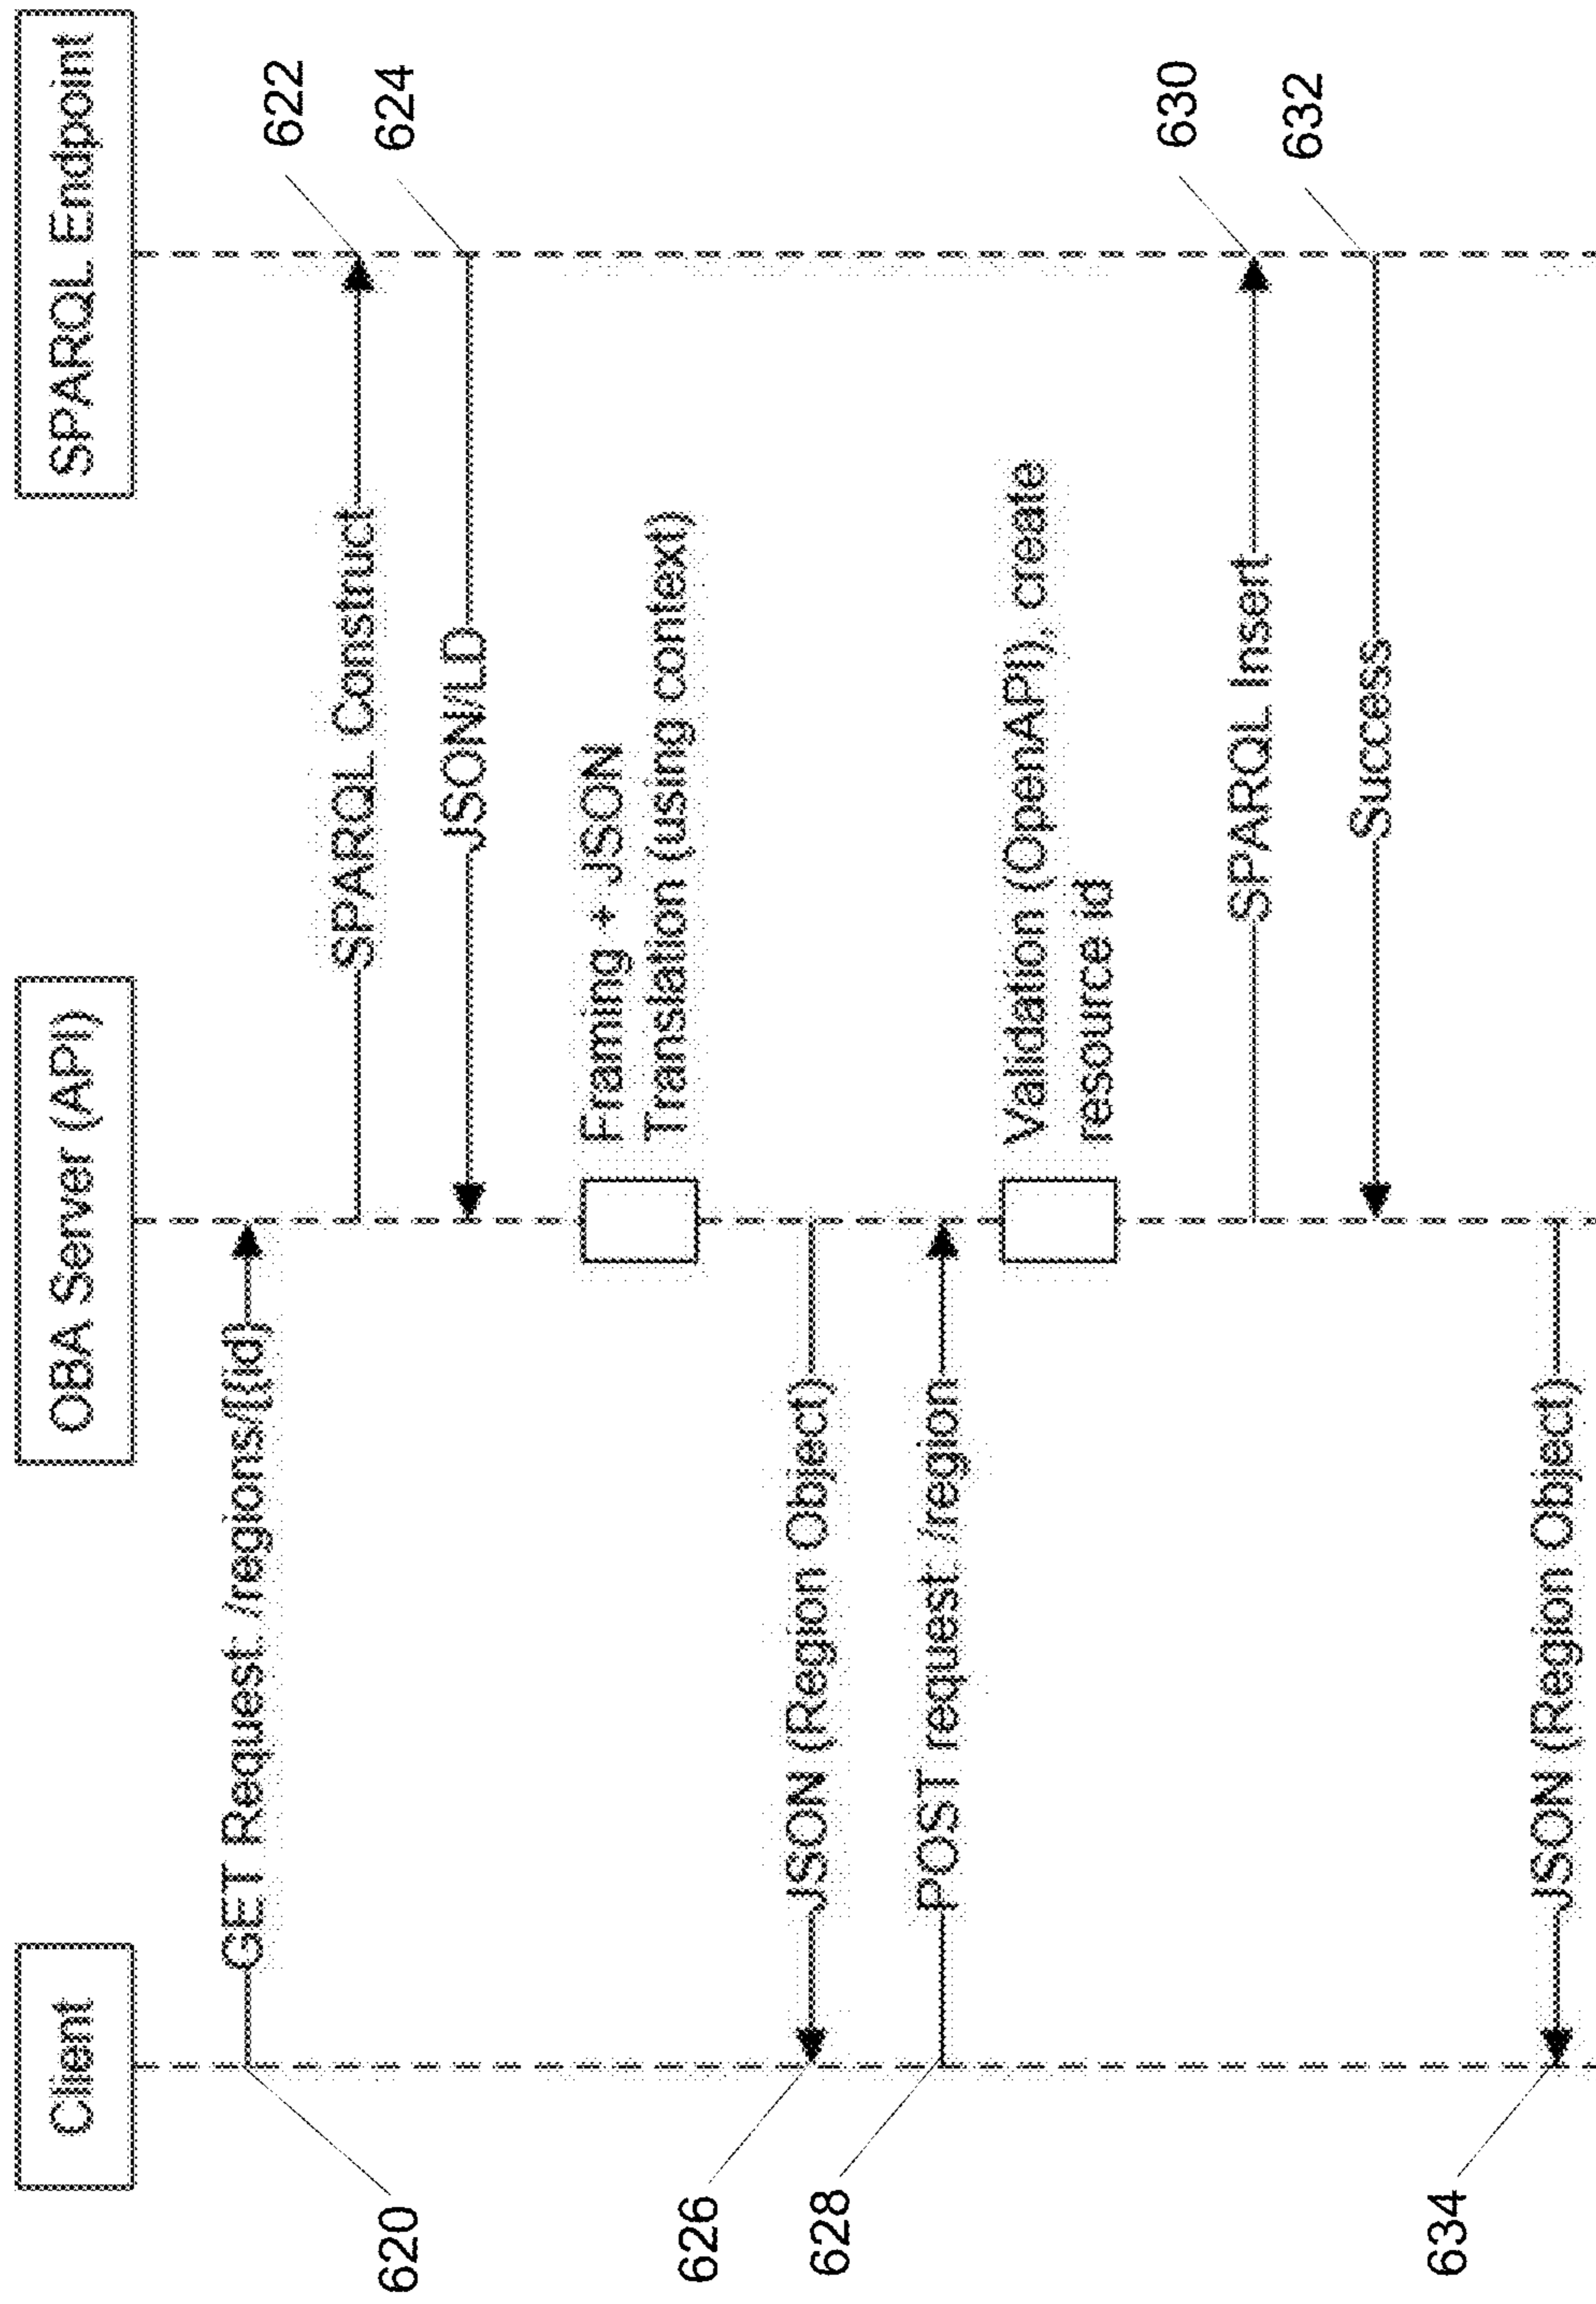 Client
OBA Server (API)
SPARQL Endpoint
620
GET Request: /regions/{{id}
SPARQL Construct
622
JSON/LD
624
Framing + JSON
Translation (using context)
626
JSON (Region Object)
628
POST request: /region
Validation (OpenAPI), create
resource id
SPARQL Insert
630
Success
632
634
JSON (Region Object)